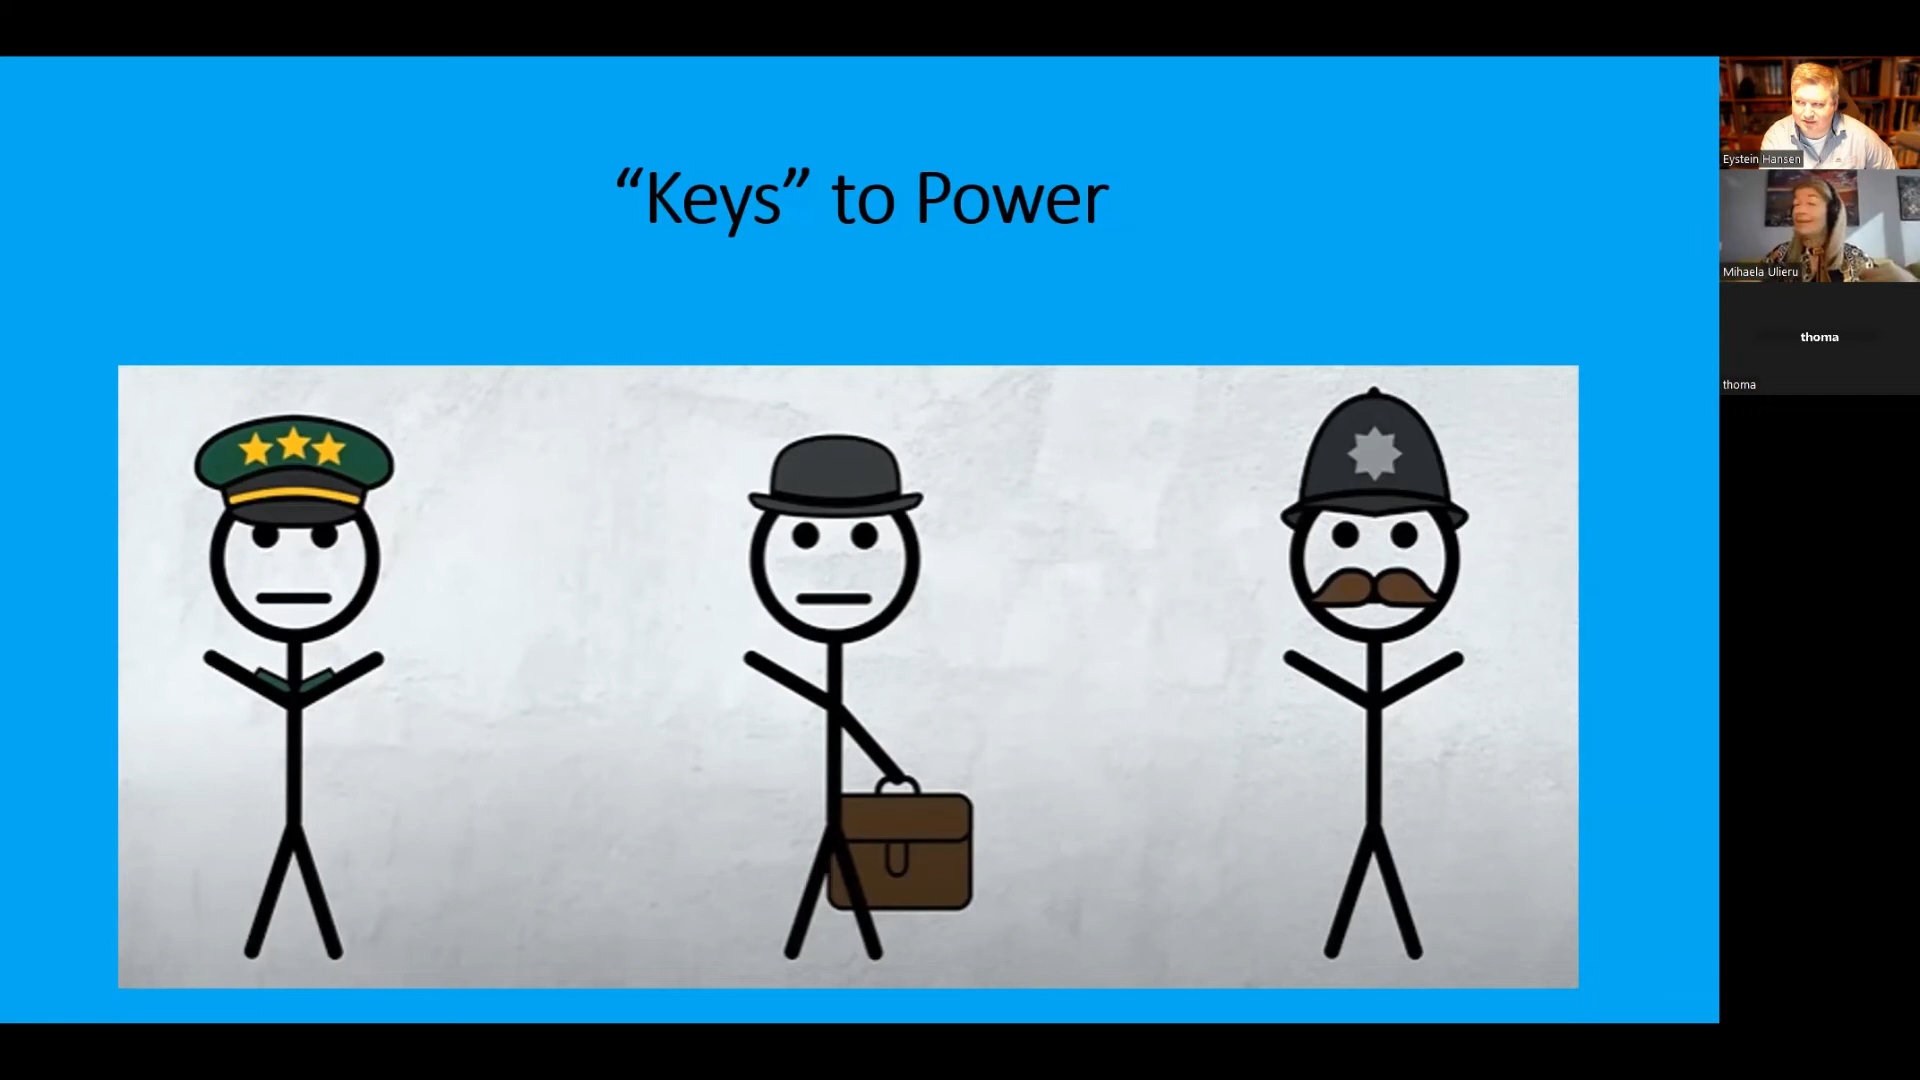 “Keys” to Power
Eystein Hansen
Mihaela Ulieru
thoma
thoma